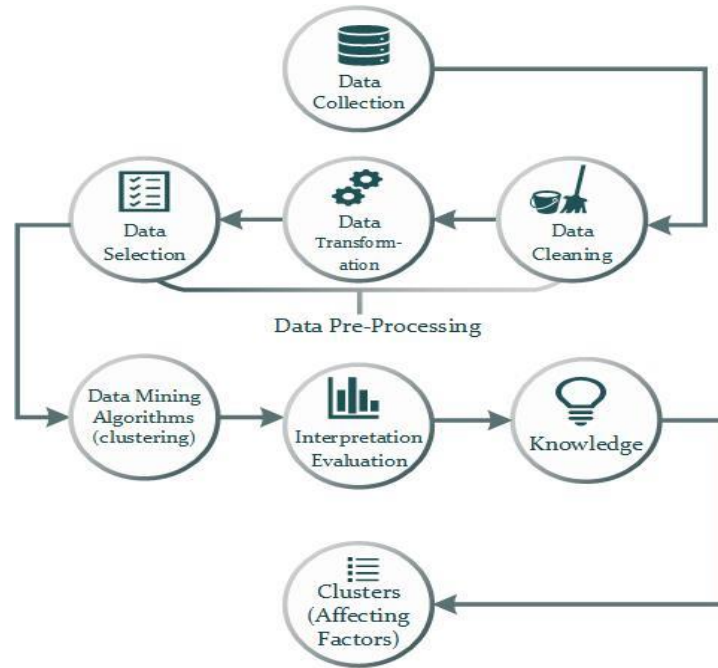 Data
Collection
Data
Selection
Data
Transform-
ation
Data
Cleaning
Data Pre-Processing
Data Mining
Algorithms
(clustering)
Interpretation
Evaluation
Knowledge
Clusters
(Affecting
Factors)